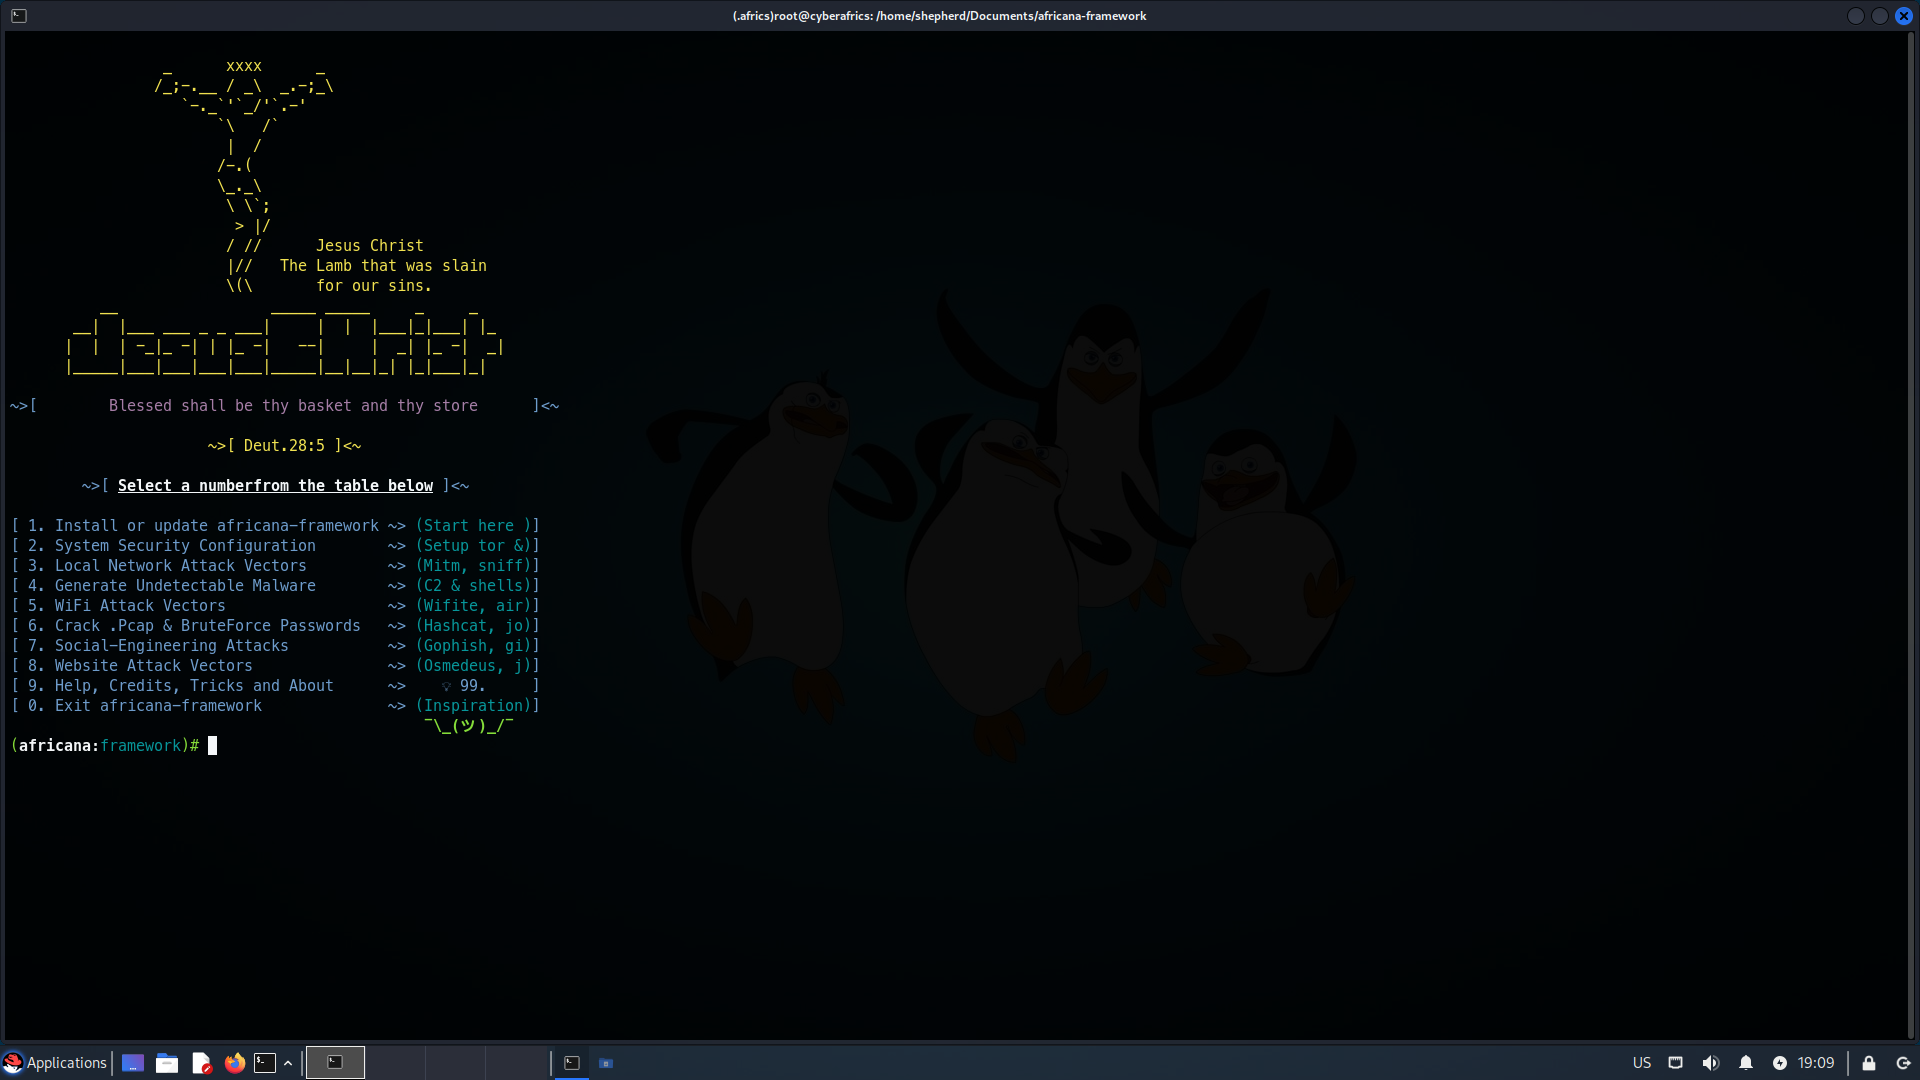 (.africs)root@cyberafrics: /home/shepherd/Documents/africana-framework
xxxx
Jesus Christ
The Lamb that was slain
for our sins.
JesusChrist
~>[ Blessed shall be thy basket and thy store ]<~
~>[ Deut.28:5 ]<~
~>[ Select a numberfrom the table below ]<~
[ 1. Install or update africana-framework ~> (Start here )]
[ 2. System Security Configuration ~> (Setup tor &)]
[ 3. Local Network Attack Vectors ~> (Mitm, sniff)]
[ 4. Generate Undetectable Malware ~> (C2 & shells)]
[ 5. WiFi Attack Vectors ~> (Wifite, air)]
[ 6. Crack .Pcap & BruteForce Passwords ~> (Hashcat, jo)]
[ 7. Social-Engineering Attacks ~> (Gophish, gi)]
[ 8. Website Attack Vectors ~> (Osmedeus, j)]
[ 9. Help, Credits, Tricks and About ~> 💡 99. ]
[ 0. Exit africana-framework ~> (Inspiration)]
¯\_(ツ)_/¯
(africana:framework)#
Applications US 19:09